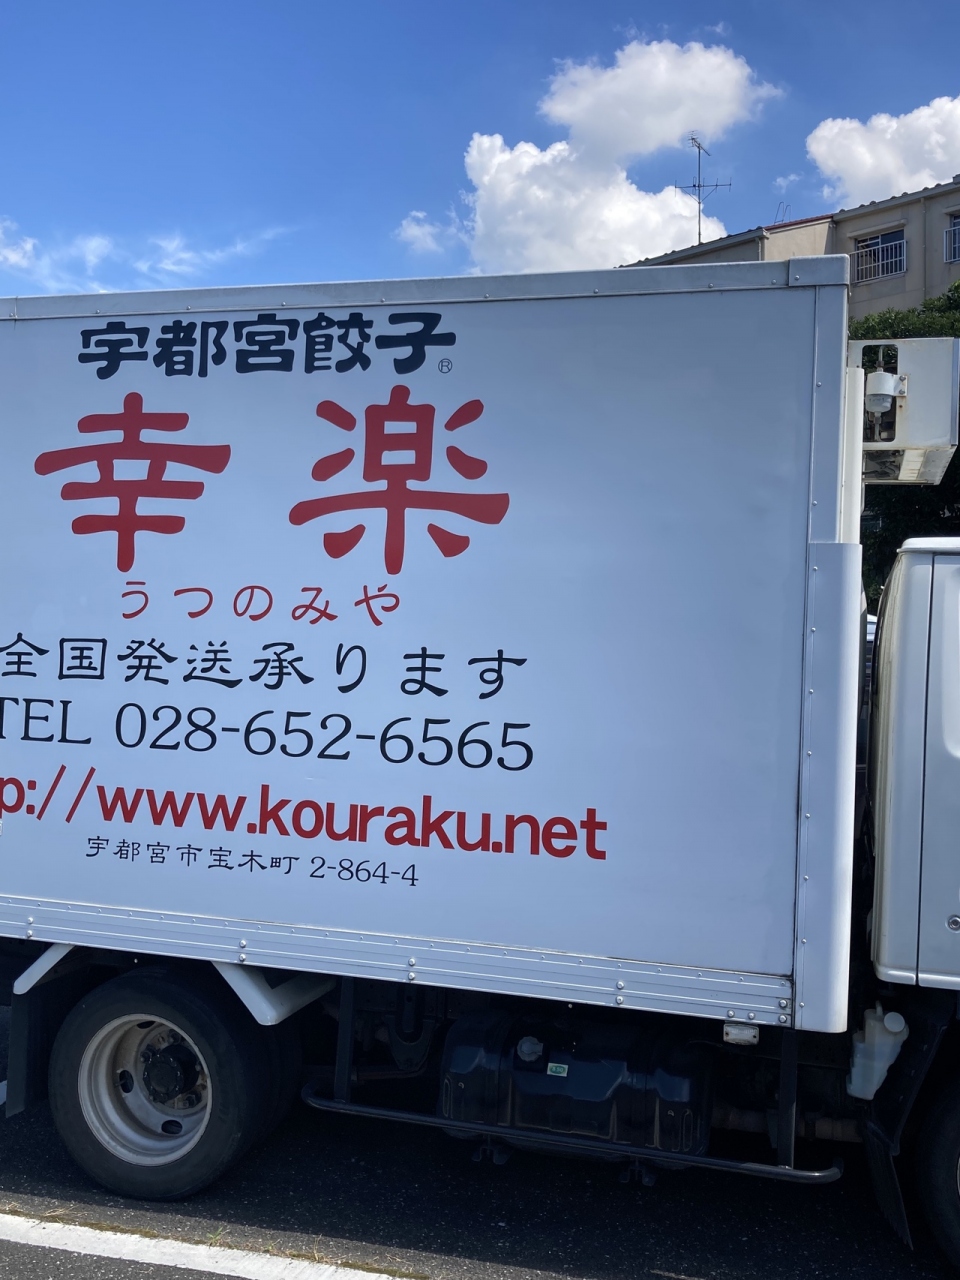 宇都宮餃子®
幸楽
うつのみや
全国発送承ります
TEL 028-652-6565
p://www.kouraku.net
宇都宮市宝木町 2-864-4